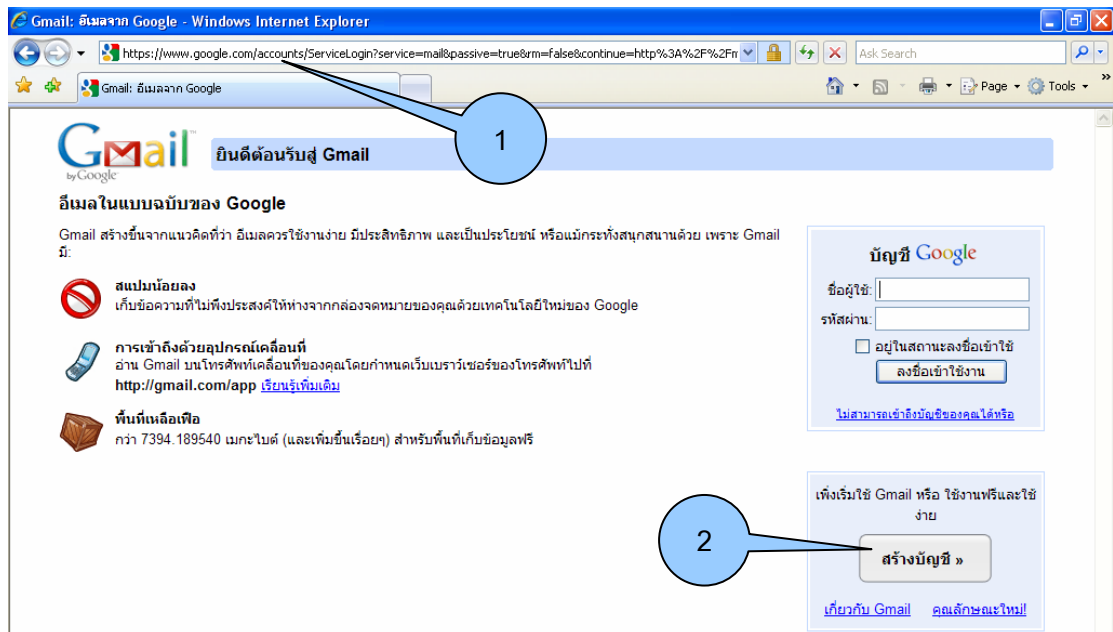 Gmail: อีเมลจาก Google - Windows Internet Explorer
https://www.google.com/accounts/ServiceLogin?service=mail&passive=true&rm=false&continue=http%3A%2F%2Fm
Ask Search
Gmail: อีเมลจาก Google
Page
Tools
1
Gmail
by Google
ยินดีต้อนรับสู่ Gmail
อีเมลในแบบฉบับของ Google
Gmail สร้างขึ้นจากแนวคิดที่ว่า อีเมลควรใช้งานง่าย มีประสิทธิภาพ และเป็นประโยชน์ หรือแม้กระทั่งสนุกสนานด้วย เพราะ Gmail
มี:
สแปมน้อยลง
เก็บข้อความที่ไม่พึงประสงค์ให้ห่างจากกล่องจดหมายของคุณด้วยเทคโนโลยีใหม่ของ Google
การเข้าถึงด้วยอุปกรณ์เคลื่อนที่
อ่าน Gmail บนโทรศัพท์เคลื่อนที่ของคุณโดยกำหนดเว็บเบราว์เซอร์ของโทรศัพท์ไปที่
http://gmail.com/app เรียนรู้เพิ่มเติม
พื้นที่เหลือเฟือ
กว่า 7394.189540 เมกะไบต์ (และเพิ่มขึ้นเรื่อยๆ) สำหรับพื้นที่เก็บข้อมูลฟรี
บัญชี Google
ชื่อผู้ใช้:
รหัสผ่าน:
อยู่ในสถานะลงชื่อเข้าใช้
ลงชื่อเข้าใช้งาน
ไม่สามารถเข้าถึงบัญชีของคุณได้หรือ
เพิ่งเริ่มใช้ Gmail หรือ ใช้งานฟรีและใช้
ง่าย
2
สร้างบัญชี »
เกี่ยวกับ Gmail คุณลักษณะใหม่!